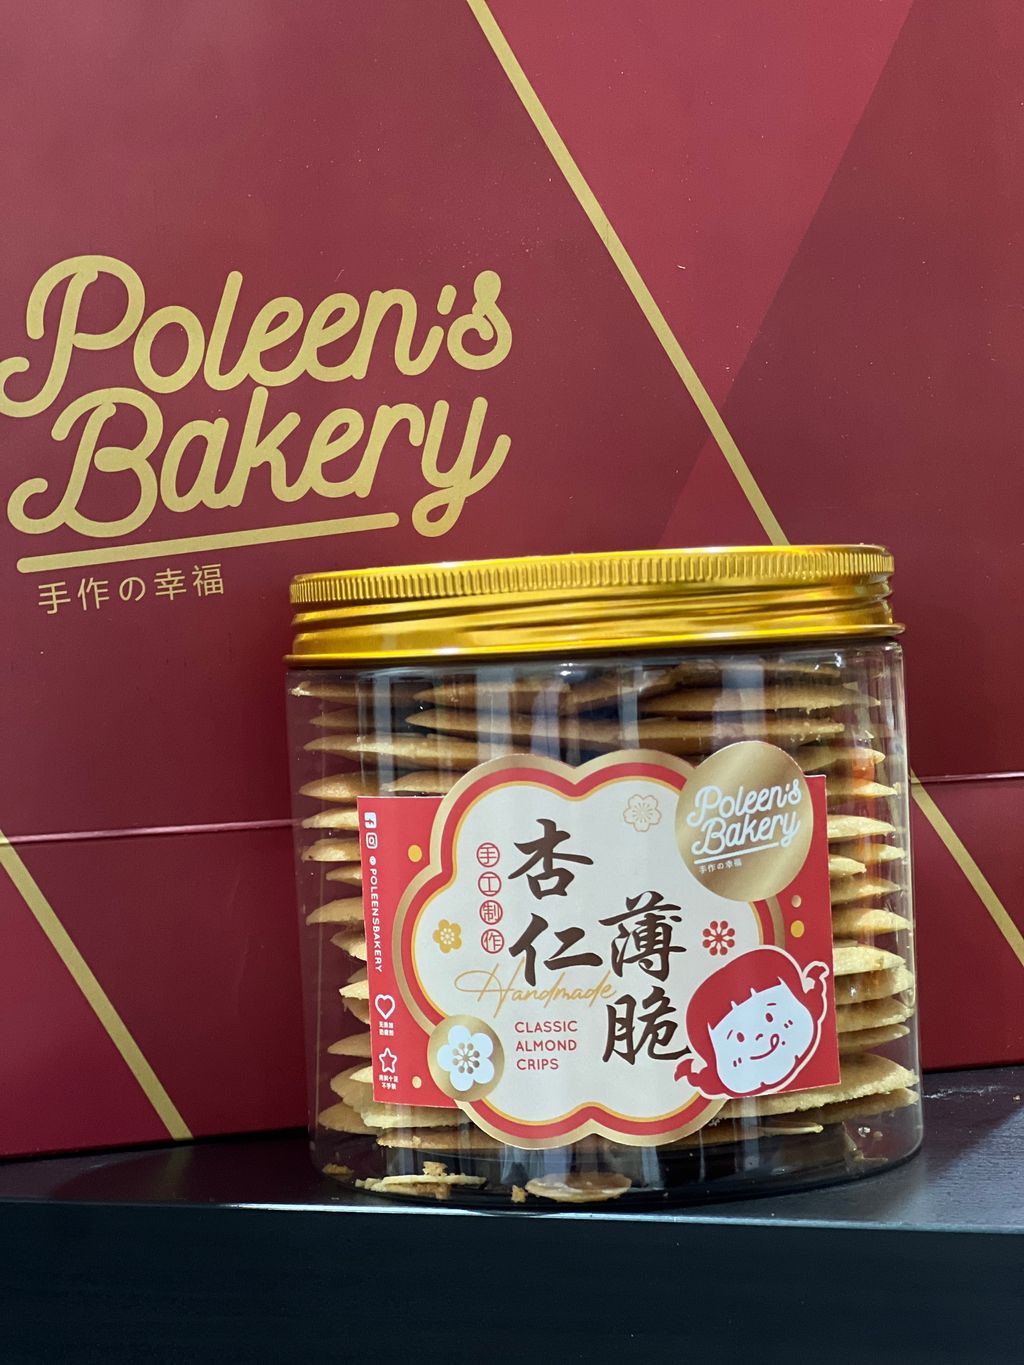 Poleen's
Bakery
手作の幸福
Poleen's
Bakery
手作の幸福
@POLEENSBAKERY
手工制作
杏仁
薄脆
Handmade
CLASSIC
ALMOND
CRIPS